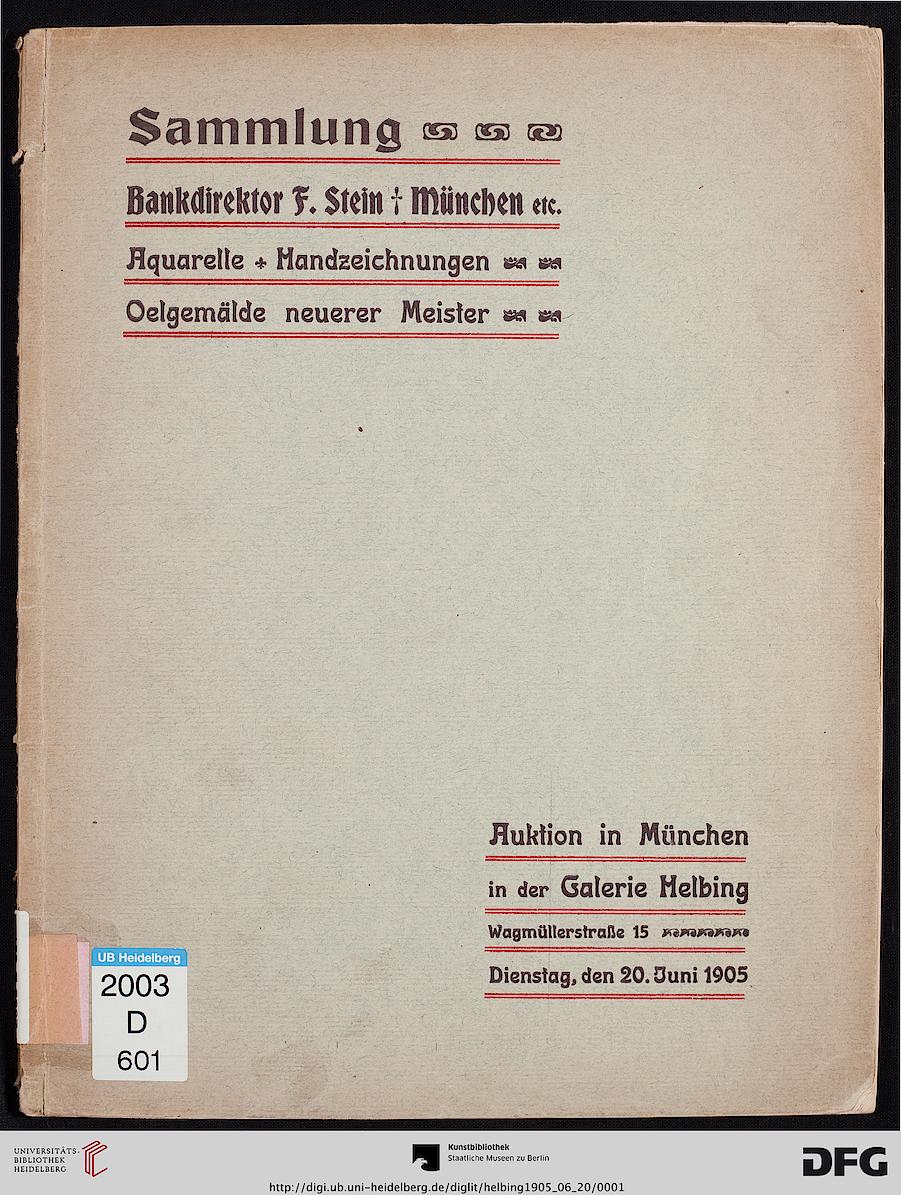 Sammlung
Bankdirektor F. Stein † München etc.
Aquarelle Handzeichnungen
Oelgemälde neuerer Meister
Auktion in München
in der Galerie Helbing
Wagmüllerstraße 15
Dienstag, den 20. Juni 1905
UB Heidelberg
2003
D
601
UNIVERSITÄTS-
BIBLIOTHEK
HEIDELBERG
Kunstbibliothek
Staatliche Museen zu Berlin
DFG
http://digi.ub.uni-heidelberg.de/diglit/helbing1905_06_20/0001